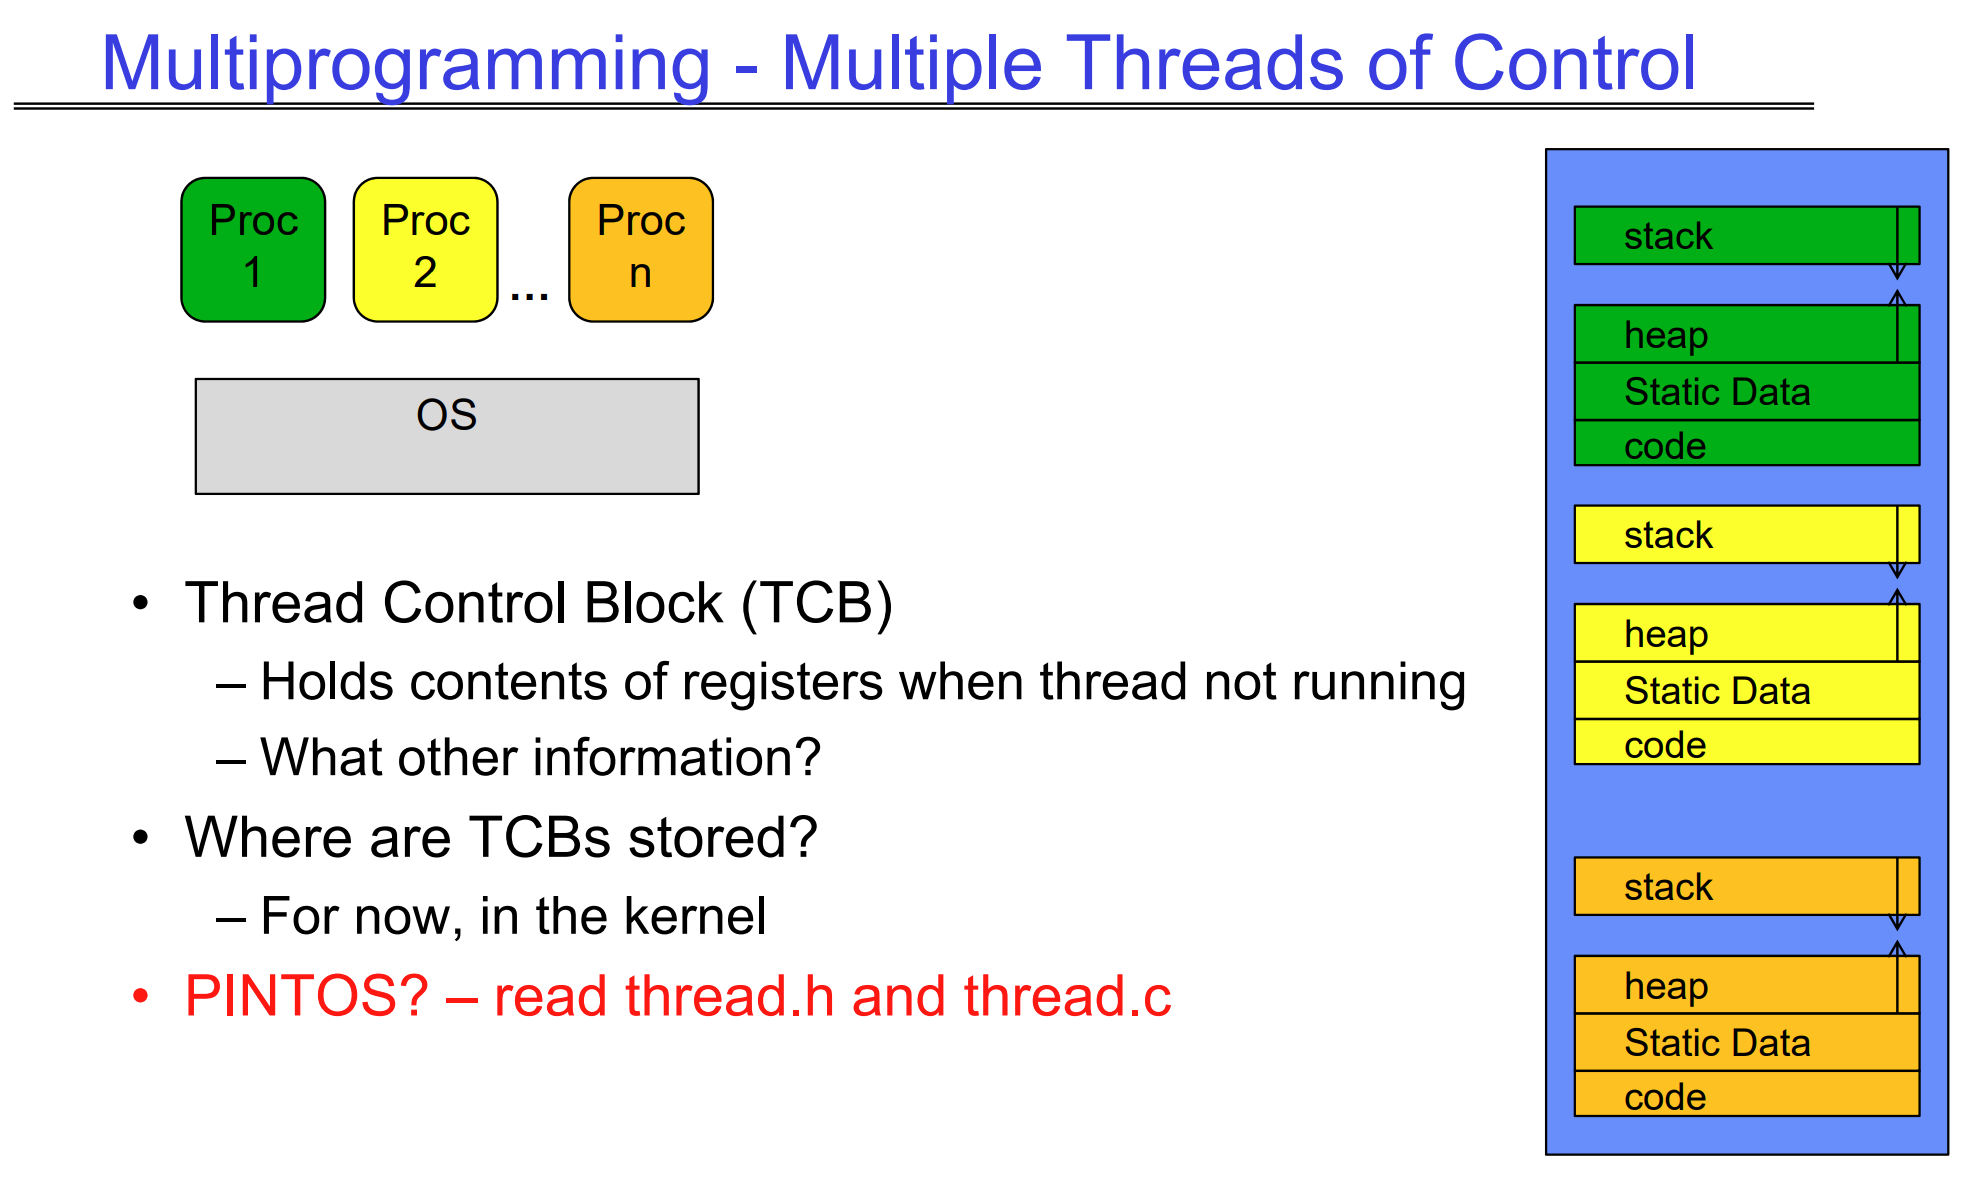 Multiprogramming - Multiple Threads of Control
Proc
1
Proc
2
...
Proc
n
OS
• Thread Control Block (TCB)
– Holds contents of registers when thread not running
– What other information?
• Where are TCBs stored?
– For now, in the kernel
• PINTOS? – read thread.h and thread.c
stack
heap
Static Data
code
stack
heap
Static Data
code
stack
heap
Static Data
code